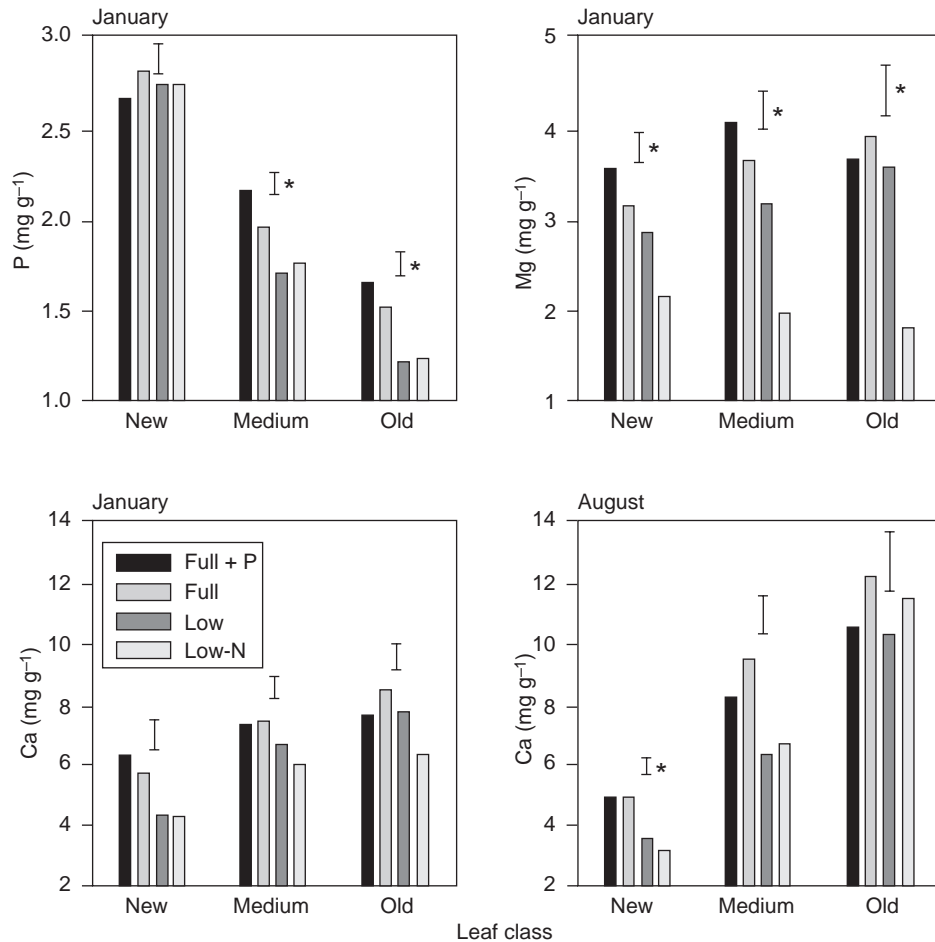 January
3.0
2.5
2.0
1.5
1.0
P (mg g⁻¹)
*
*
New Medium Old
January
5
4
3
2
1
Mg (mg g⁻¹)
*
*
*
New Medium Old
January
14
12
10
8
6
4
2
Ca (mg g⁻¹)
Full + P
Full
Low
Low-N
New Medium Old
August
14
12
10
8
6
4
2
Ca (mg g⁻¹)
*
New Medium Old
Leaf class